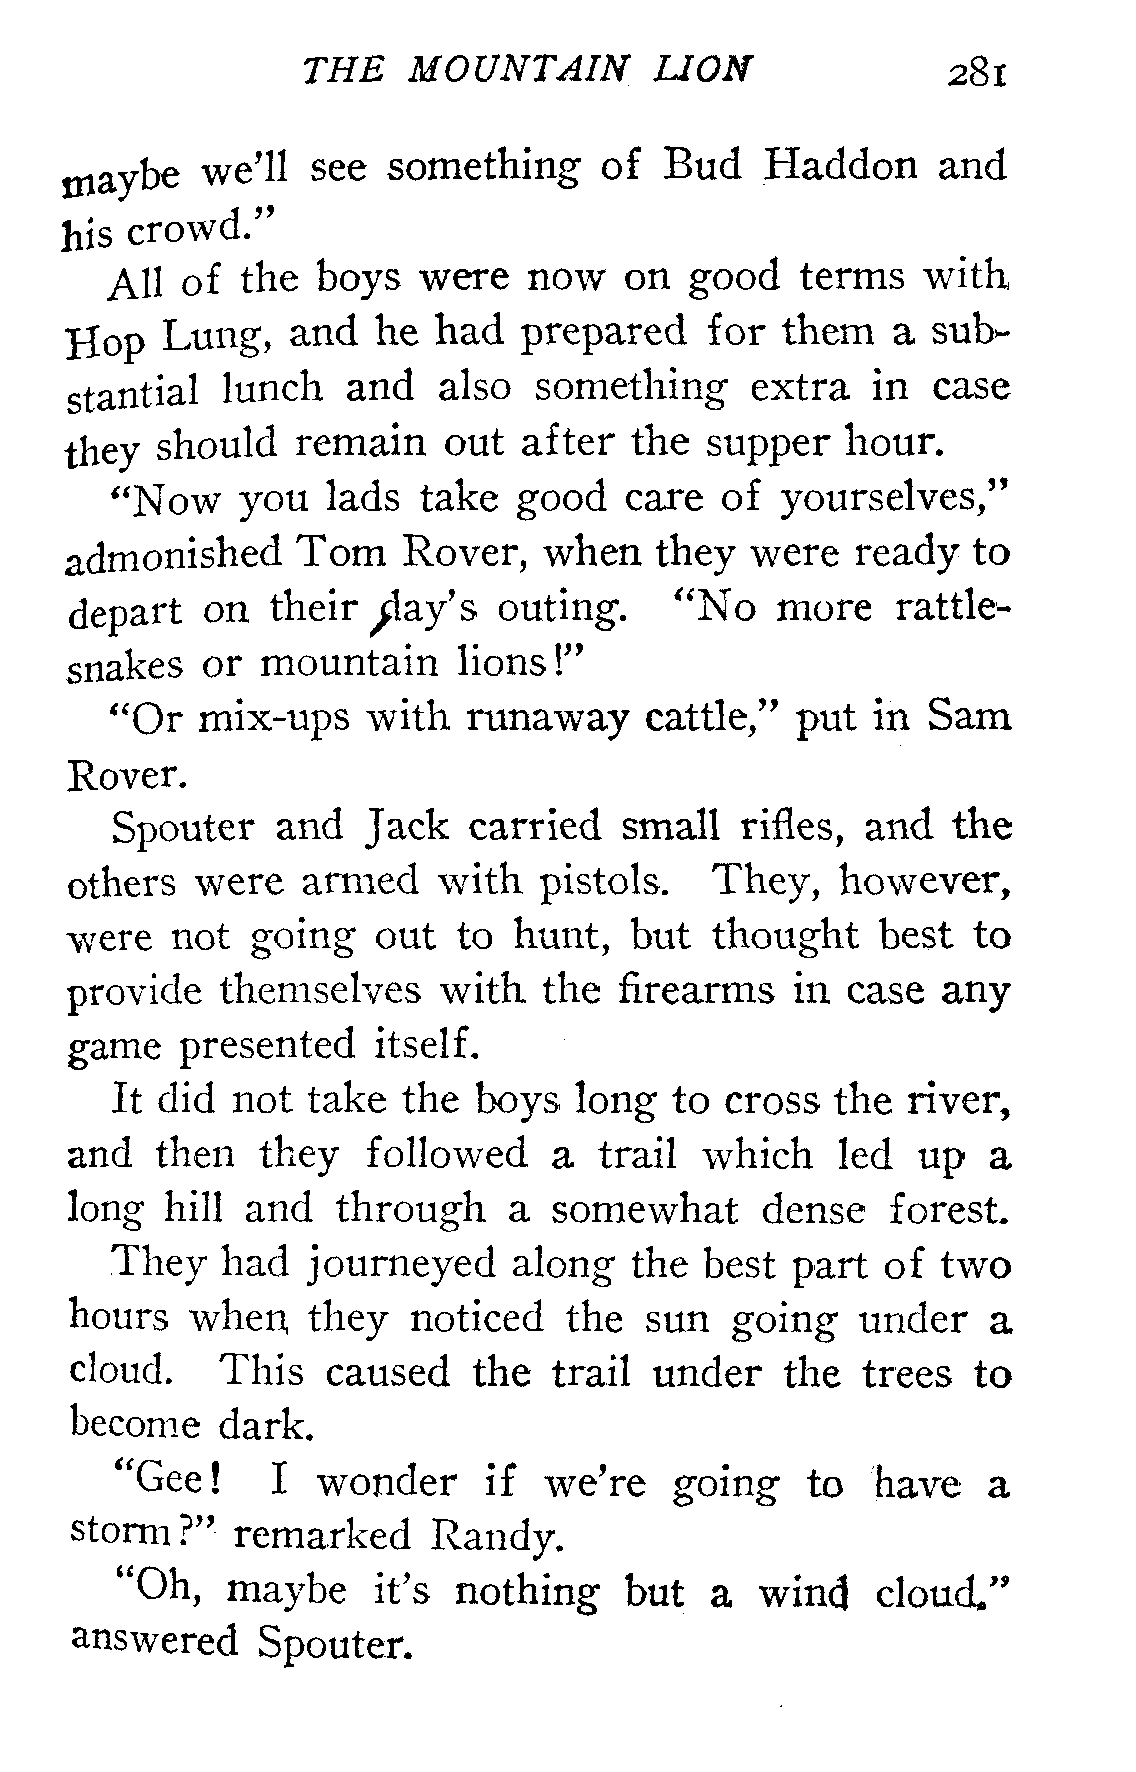 THE MOUNTAIN LION 281
maybe we'll see something of Bud Haddon and
his crowd."
All of the boys were now on good terms with
Hop Lung, and he had prepared for them a sub-
stantial lunch and also something extra in case
they should remain out after the supper hour.
"Now you lads take good care of yourselves,"
admonished Tom Rover, when they were ready to
depart on their day's outing. "No more rattle-
snakes or mountain lions!"
"Or mix-ups with runaway cattle," put in Sam
Rover.
Spouter and Jack carried small rifles, and the
others were armed with pistols. They, however,
were not going out to hunt, but thought best to
provide themselves with the firearms in case any
game presented itself.
It did not take the boys long to cross the river,
and then they followed a trail which led up a
long hill and through a somewhat dense forest.
They had journeyed along the best part of two
hours when they noticed the sun going under a
cloud. This caused the trail under the trees to
become dark.
"Gee! I wonder if we're going to have a
storm?" remarked Randy.
"Oh, maybe it's nothing but a wind cloud."
answered Spouter.